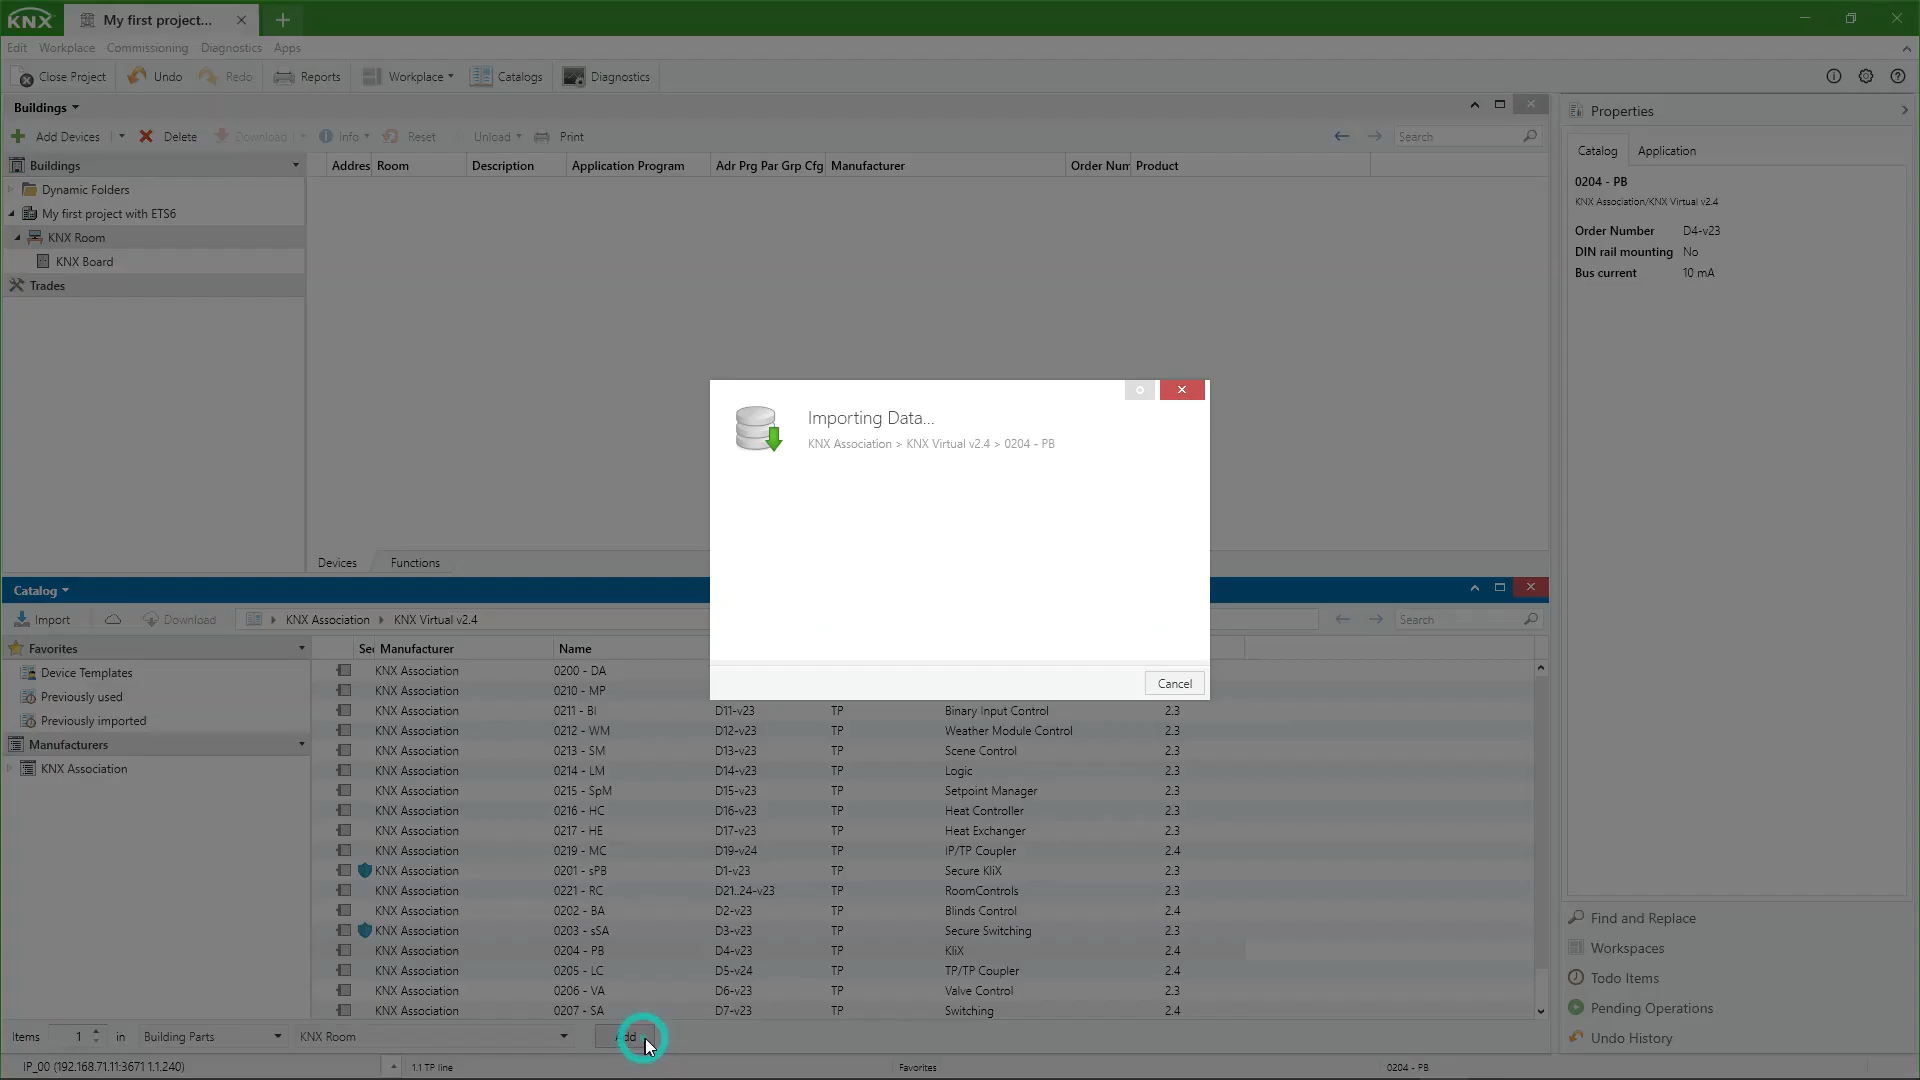 KNX My first project...
Edit Workplace Commissioning Diagnostics Apps
Close Project Undo Redo Reports Workplace Catalogs Diagnostics
Buildings
Add Devices Delete Download Info Reset Unload Print Search
Buildings
Dynamic Folders
My first project with ETS6
KNX Room
KNX Board
Trades
Addres Room Description Application Program Adr Prg Par Grp Cfg Manufacturer Order Num Product
Devices Functions
Properties
Catalog Application
0204 - PB
KNX Association/KNX Virtual v2.4
Order Number D4-v23
DIN rail mounting No
Bus current 10 mA
Importing Data...
KNX Association > KNX Virtual v2.4 > 0204 - PB
Cancel
Catalog
Import Download KNX Association KNX Virtual v2.4 Search
Favorites
Device Templates
Previously used
Previously imported
Manufacturers
KNX Association
Sec Manufacturer Name
KNX Association 0200 - DA
KNX Association 0210 - MP
KNX Association 0211 - BI D11-v23 TP Binary Input Control 2.3
KNX Association 0212 - WM D12-v23 TP Weather Module Control 2.3
KNX Association 0213 - SM D13-v23 TP Scene Control 2.3
KNX Association 0214 - LM D14-v23 TP Logic 2.3
KNX Association 0215 - SpM D15-v23 TP Setpoint Manager 2.3
KNX Association 0216 - HC D16-v23 TP Heat Controller 2.3
KNX Association 0217 - HE D17-v23 TP Heat Exchanger 2.3
KNX Association 0219 - MC D19-v24 TP IP/TP Coupler 2.4
KNX Association 0201 - sPB D1-v23 TP Secure KliX 2.3
KNX Association 0221 - RC D21..24-v23 TP RoomControls 2.3
KNX Association 0202 - BA D2-v23 TP Blinds Control 2.4
KNX Association 0203 - sSA D3-v23 TP Secure Switching 2.3
KNX Association 0204 - PB D4-v23 TP KliX 2.4
KNX Association 0205 - LC D5-v24 TP TP/TP Coupler 2.4
KNX Association 0206 - VA D6-v23 TP Valve Control 2.3
KNX Association 0207 - SA D7-v23 TP Switching 2.4
Items 1 in Building Parts KNX Room Add
Find and Replace
Workspaces
Todo Items
Pending Operations
Undo History
IP_00 (192.168.71.11:3671 1.1.240) 1.1 TP line Favorites 0204 - PB